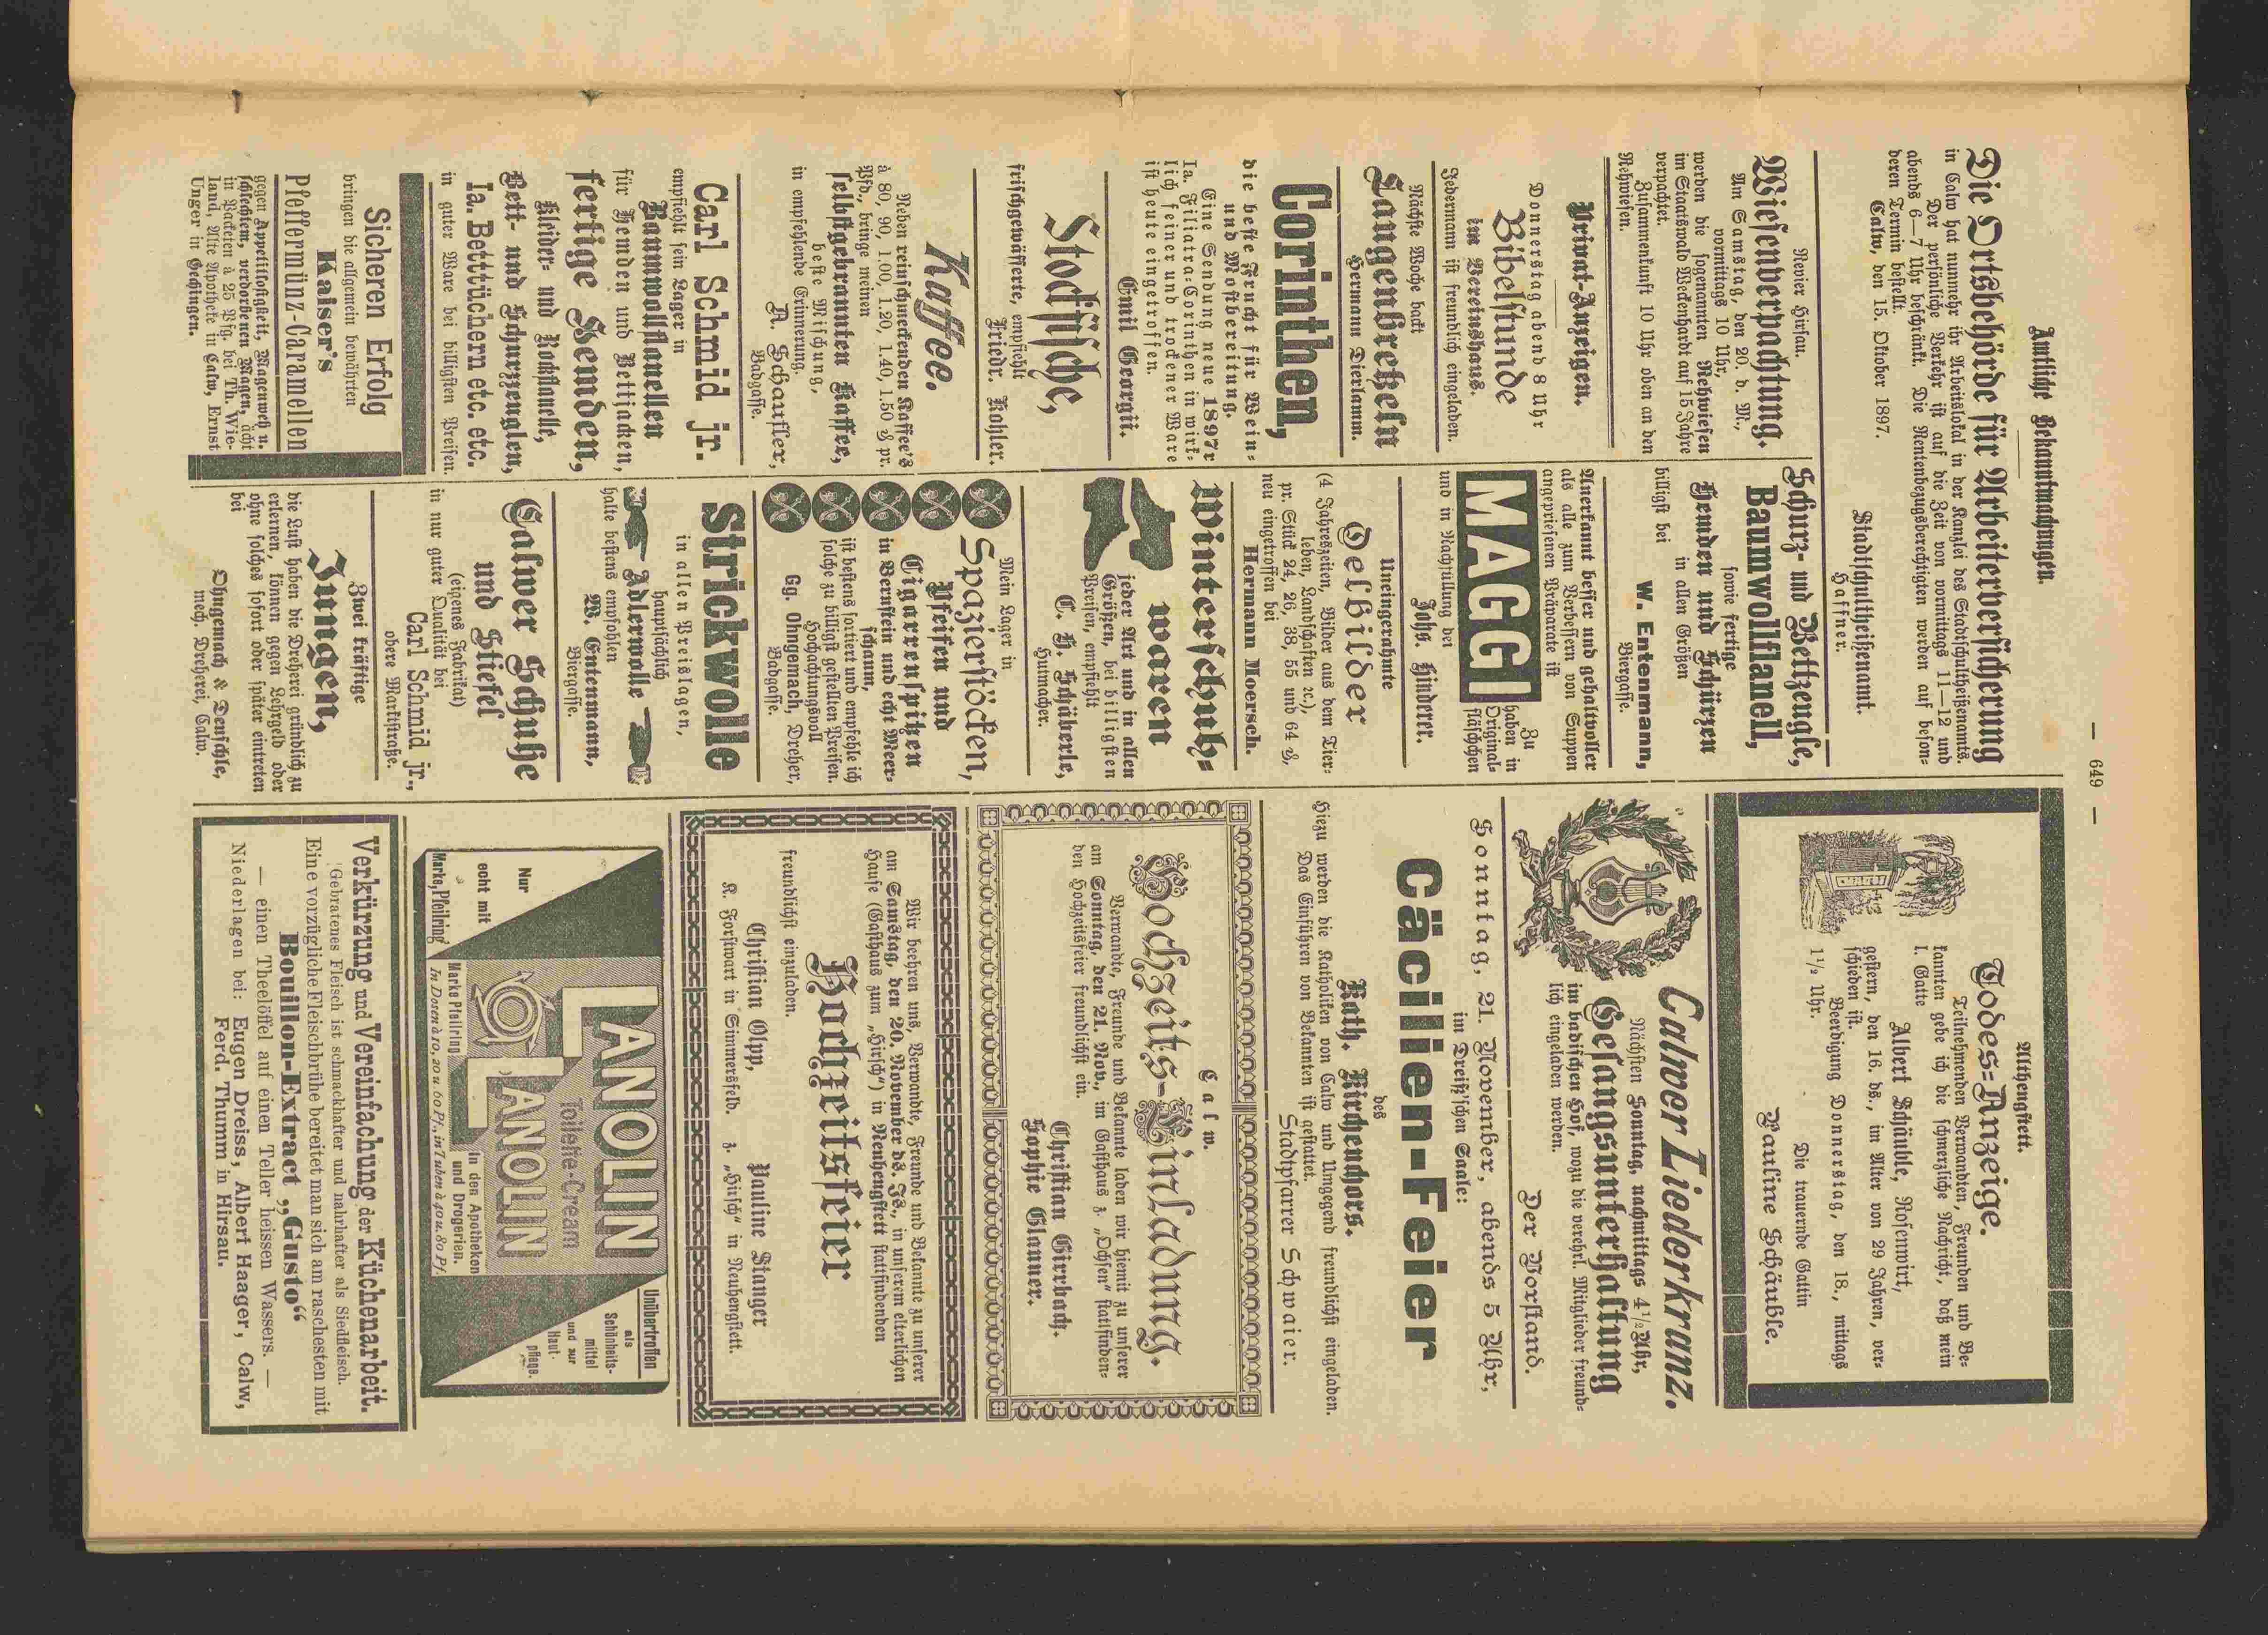 — 649 —
Amtliche Bekanntmachungen.
Die Ortsbehörde für Arbeiterversicherung
in Calw hat nunmehr ihr Arbeitslokal in der Kanzlei des Stadtschultheißenamts.
Der persönliche Verkehr ist auf die Zeit von vormittags 11—12 und
abends 6—7 Uhr beschränkt. Die Rentenbezugsberechtigten werden auf beson-
deren Termin bestellt.
Calw, den 15. Oktober 1897.
Stadtschultheißenamt.
Haffner.
Revier Hirsau.
Wiesenverpachtung.
Am Samstag, den 20. d. M.,
vormittags 10 Uhr,
werden die sogenannten Rehwiesen
im Staatswald Weckenhardt auf 15 Jahre
verpachtet.
Zusammenkunft 10 Uhr oben an den
Rehwiesen.
Privat-Anzeigen.
Donnerstag abend 8 Uhr
Bibelstunde
im Vereinshaus.
Jedermann ist freundlich eingeladen.
Nächste Woche backt
Laugenbretzeln
Hermann Dierlamm.
Corinthen,
die beste Frucht für Wein-
und Mostbereitung.
Eine Sendung neue 1897r
Ia. Filiatra-Corinthen in wirk-
lich feiner und trockener Ware
ist heute eingetroffen.
Emil Georgii.
Stockfische,
frischgewässerte, empfiehlt
Friedr. Kohler.
Kaffee.
Neben reinschmeckenden Kaffee's
à 80, 90, 1.00, 1.20, 1.40, 1.50 ℳ pr.
Pfd., bringe meinen
selbstgebrannten Kaffee,
beste Mischung,
in empfehlende Erinnerung.
A. Schaufler,
Badgasse.
Carl Schmid jr.
empfiehlt sein Lager in
Baumwollflanellen
für Hemden und Bettjacken,
fertige Hemden,
Kleider- und Rockflanelle,
Bett- und Schurzzeuglen,
Ia. Betttüchern etc. etc.
in guter Ware bei billigsten Preisen.
Sicheren Erfolg
bringen die allgemein bewährten
Kaiser's
Pfeffermünz-Caramellen
gegen Appetitlosigkeit, Magenweh u.
schlechtem, verdorbenen Magen, ächt
in Packeten à 25 Pfg. bei Th. Wie-
land, Alte Apotheke in Calw, Ernst
Unger in Gechingen.
Schurz- und Bettzeugle,
Baumwollflanell,
sowie fertige
Hemden und Schürzen
in allen Größen
billigst bei
W. Entenmann,
Biergasse.
Anerkannt besser und gehaltvoller
als alle zum Verbessern von Suppen
angepriesenen Präparate ist
MAGGI
Zu
haben in
Original-
fläschchen
und in Nachfüllung bei
Johs. Hinderer.
Uneingerahmte
Oelbilder
(4 Jahreszeiten, Bilder aus dem Tier-
leben, Landschaften ꝛc.),
pr. Stück 24, 26, 38, 55 und 64 ₰,
neu eingetroffen bei
Hermann Moersch.
Winterschuh-
waren
jeder Art und in allen
Größen, bei billigsten
Preisen, empfiehlt
C. H. Schüberle,
Hutmacher.
Mein Lager in
Spazierstöcken,
Pfeifen und
Cigarrenspitzen
in Bernstein und echt Meer-
schaum,
ist bestens sortiert und empfehle ich
solche zu billigst gestellten Preisen.
Hochachtungsvoll
Gg. Ohngemach, Dreher,
Badgasse.
Strickwolle
in allen Preislagen,
hauptsächlich
Adlerwolle
halte bestens empfohlen
W. Entenmann,
Biergasse.
Calwer Schuhe
und Stiefel
(eigenes Fabrikat)
in nur guter Qualität bei
Carl Schmid jr.,
obere Marktstraße.
Zwei kräftige
Jungen,
die Lust haben die Dreherei gründlich zu
erlernen, können gegen Lehrgeld oder
ohne solches sofort oder später eintreten
bei
Ohngemach & Deuschle,
mech. Dreherei, Calw.
Althengstett.
Todes-Anzeige.
Teilnehmenden Verwandten, Freunden und Be-
kannten gebe ich die schmerzliche Nachricht, daß mein
l. Gatte
Albert Schäuble, Rosenwirt,
gestern, den 16. ds., im Alter von 29 Jahren, ver-
schieden ist.
Beerdigung Donnerstag, den 18., mittags
1½ Uhr.
Die trauernde Gattin
Pauline Schäuble.
Calwer Liederkranz.
Nächsten Sonntag, nachmittags 4½ Uhr,
Gesangsunterhaltung
im badischen Hof, wozu die verehrl. Mitglieder freund-
lich eingeladen werden.
Der Vorstand.
Sonntag, 21. November, abends 5 Uhr,
im Dreiß'schen Saale:
Cäcilien-Feier
des
Kath. Kirchenchors.
Hiezu werden die Katholiken von Calw und Umgegend freundlichst eingeladen.
Das Einführen von Bekannten ist gestattet.
Stadtpfarrer Schwaier.
Calw.
Hochzeits-Einladung.
Verwandte, Freunde und Bekannte laden wir hiemit zu unserer
am Sonntag, den 21. Nov., im Gasthaus z. „Ochsen“ stattfinden-
den Hochzeitsfeier freundlichst ein.
Christian Girrbach.
Sophie Glauner.
Wir beehren uns, Verwandte, Freunde und Bekannte zu unserer
am Samstag, den 20. November ds. Js., in unserem elterlichen
Hause (Gasthaus zum „Hirsch“) in Neuhengstett stattfindenden
Hochzeitsfeier
freundlichst einzuladen.
Christian Olpp,
K. Forstwart in Simmersfeld.
Pauline Stanger
z. „Hirsch“ in Neuhengstett.
LANOLIN
Toilette-Cream
LANOLIN
Nur
echt mit
Marke „Pfeilring“
Marke Pfeilring
In den Apotheken
und Drogerien.
In Dosen à 10, 20 u. 60 Pf., in Tuben à 40 u. 80 Pf.
Unübertroffen
als
Schönheits-
mittel
und zur
Haut-
pflege.
Verkürzung und Vereinfachung der Küchenarbeit.
Gebratenes Fleisch ist schmackhafter und nahrhafter als Siedfleisch.
Eine vorzügliche Fleischbrühe bereitet man sich am raschesten mit
Bouillon-Extract „Gusto“
— einen Theelöffel auf einen Teller heissen Wassers. —
Niederlagen bei: Eugen Dreiss, Albert Haager, Calw,
Ferd. Thumm in Hirsau.